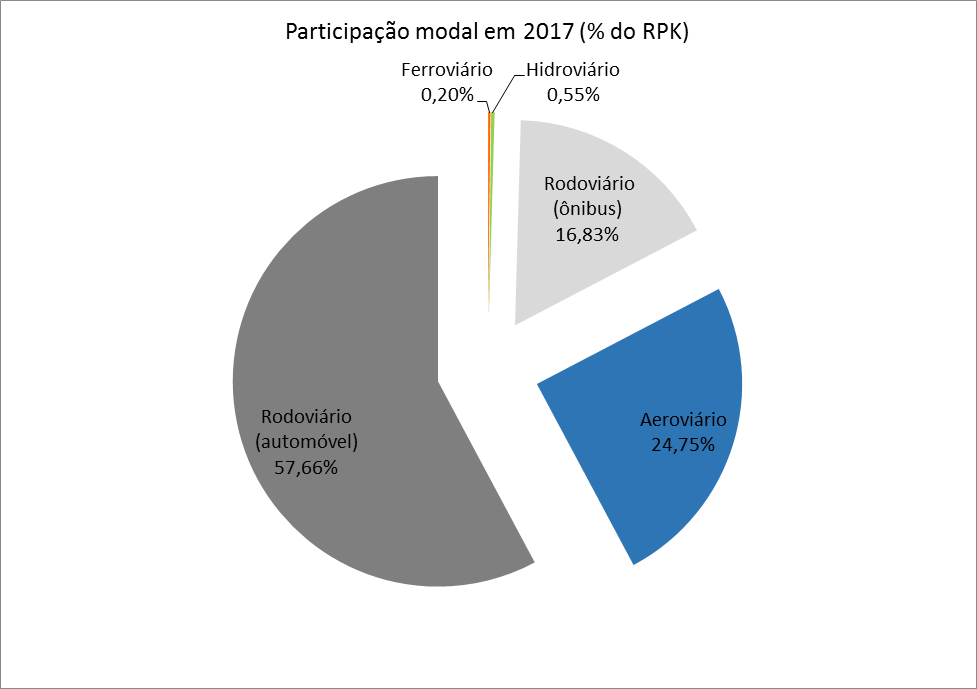 Participação modal em 2017 (% do RPK)
Ferroviário
0,20%
Hidroviário
0,55%
Rodoviário
(ônibus)
16,83%
Aeroviário
24,75%
Rodoviário
(automóvel)
57,66%